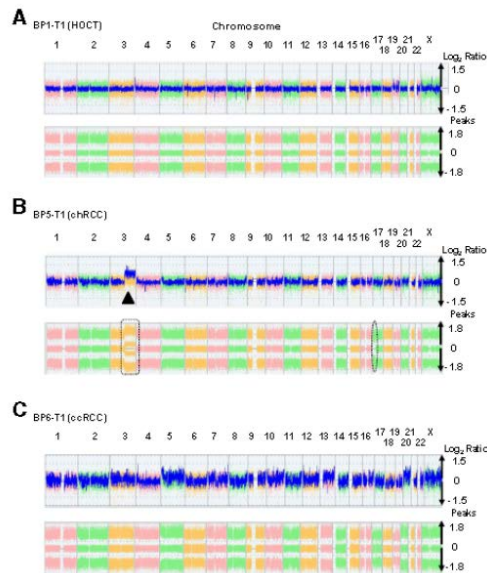 A
BP1-T1 (HOCT) Chromosome
1 2 3 4 5 6 7 8 9 10 11 12 13 14 15 16 17 18 19 20 21 22 X
Log₂ Ratio
1.5
0
-1.5
Peaks
1.8
0
-1.8
B
BP5-T1 (chRCC)
1 2 3 4 5 6 7 8 9 10 11 12 13 14 15 16 17 18 19 20 21 22 X
Log₂ Ratio
1.5
0
-1.5
Peaks
1.8
0
-1.8
C
BP6-T1 (ccRCC)
1 2 3 4 5 6 7 8 9 10 11 12 13 14 15 16 17 18 19 20 21 22 X
Log₂ Ratio
1.5
0
-1.5
Peaks
1.8
0
-1.8